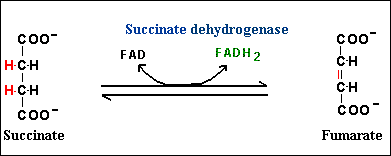 Succinate dehydrogenase
FAD
FADH2
COO⁻
H-C-H
H-C-H
COO⁻
Succinate
COO⁻
C-H
C-H
COO⁻
Fumarate